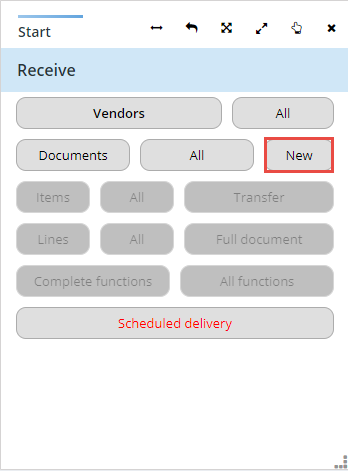 Start
Receive
Vendors All
Documents All New
Items All Transfer
Lines All Full document
Complete functions All functions
Scheduled delivery